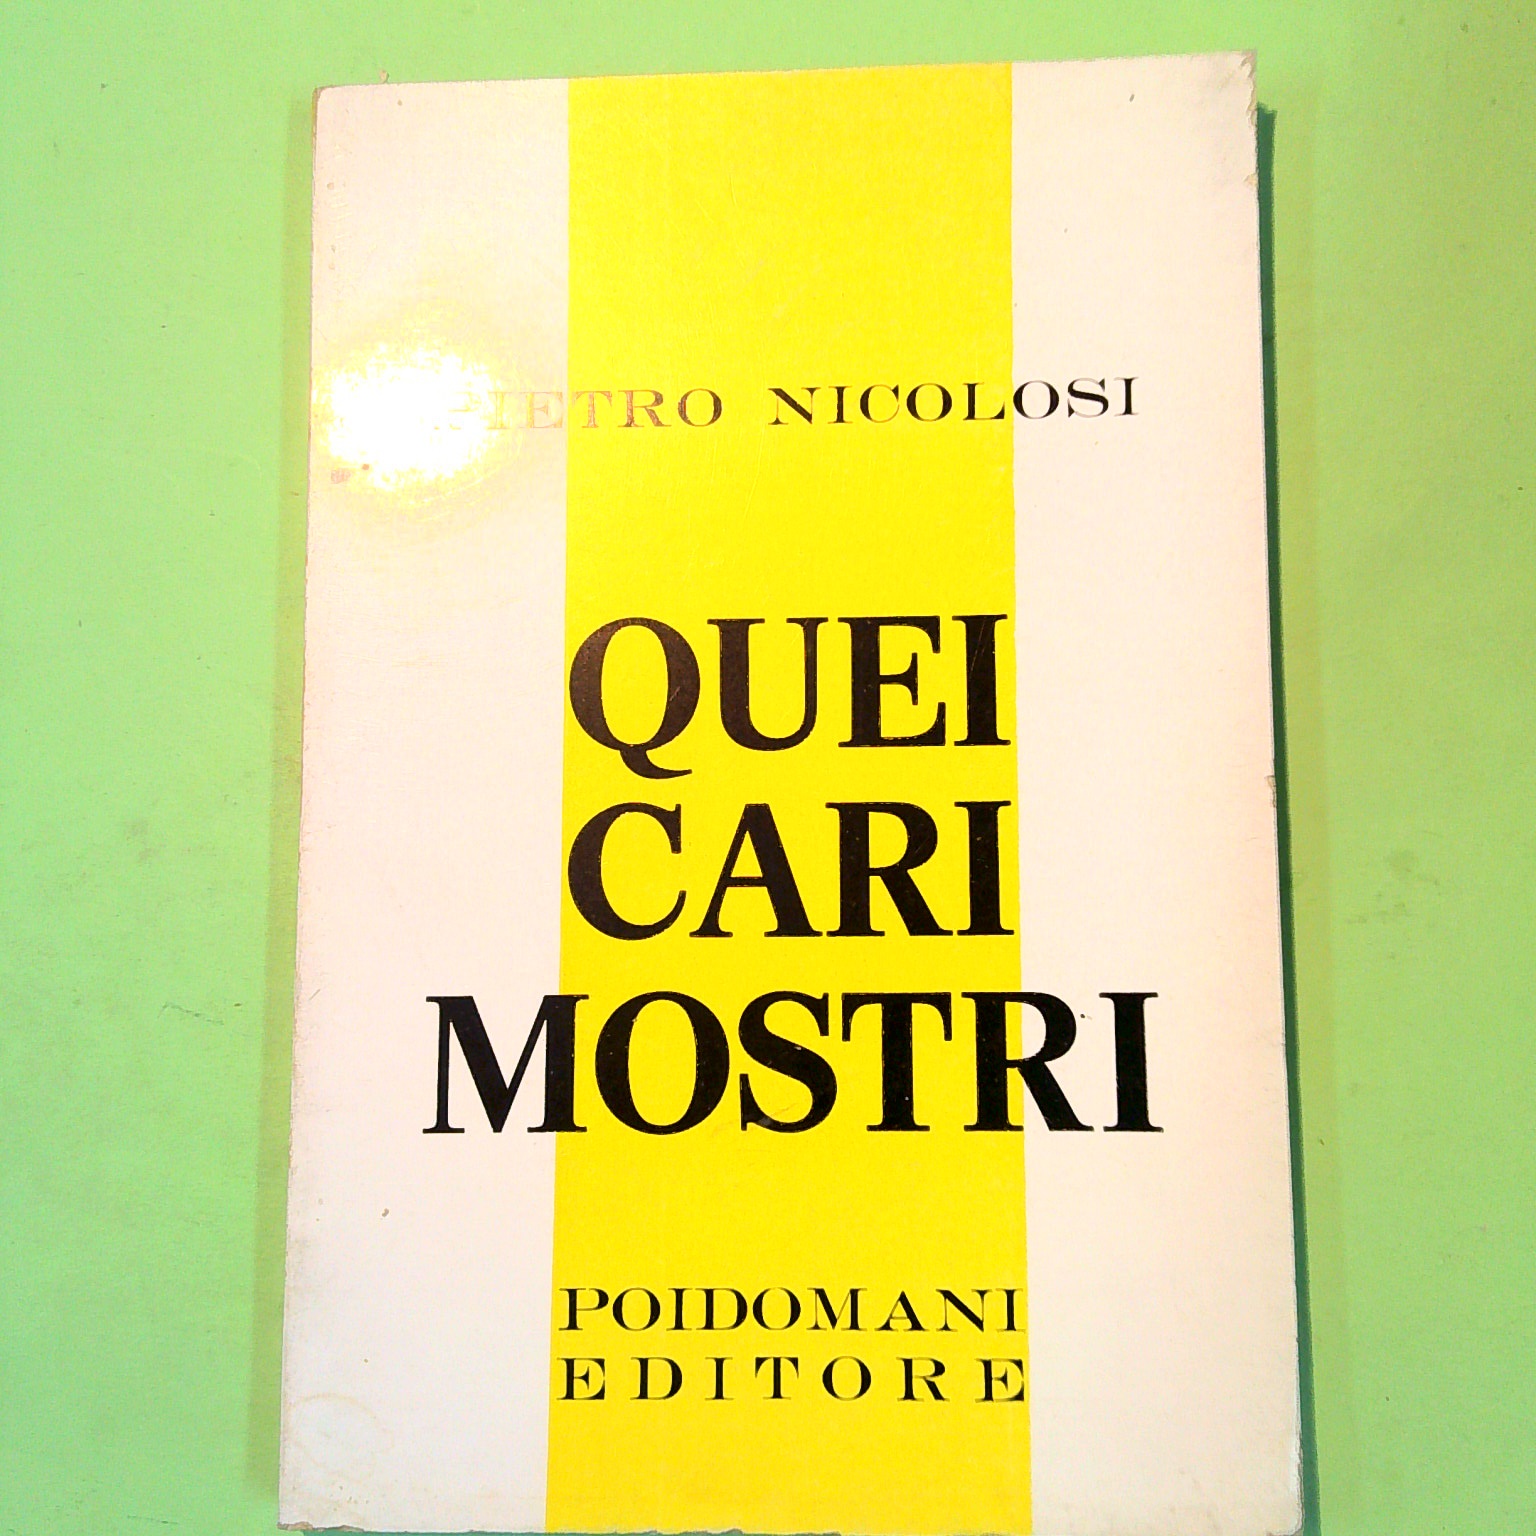 PIETRO NICOLOSI
QUEI
CARI
MOSTRI
POIDOMANI
EDITORE